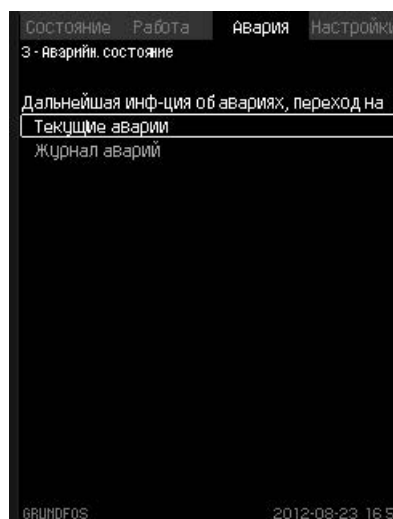 Состояние Работа Авария Настройки
3 - Аварийн. состояние
Дальнейшая инф-ция об авариях, переход на
Текущие аварии
Журнал аварий
GRUNDFOS 2012-08-23 16:5